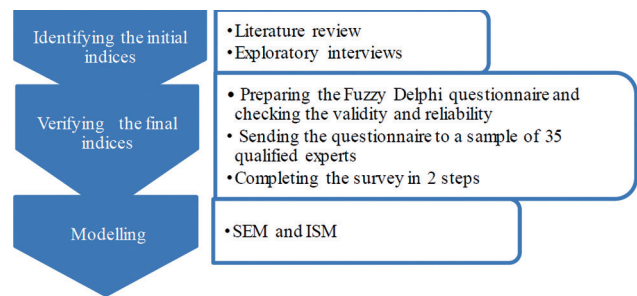 Identifying the initial
indices
•Literature review
•Exploratory interviews
Verifying the final
indices
• Preparing the Fuzzy Delphi questionnaire and
checking the validity and reliability
•Sending the questionnaire to a sample of 35
qualified experts
•Completing the survey in 2 steps
Modelling
•SEM and ISM